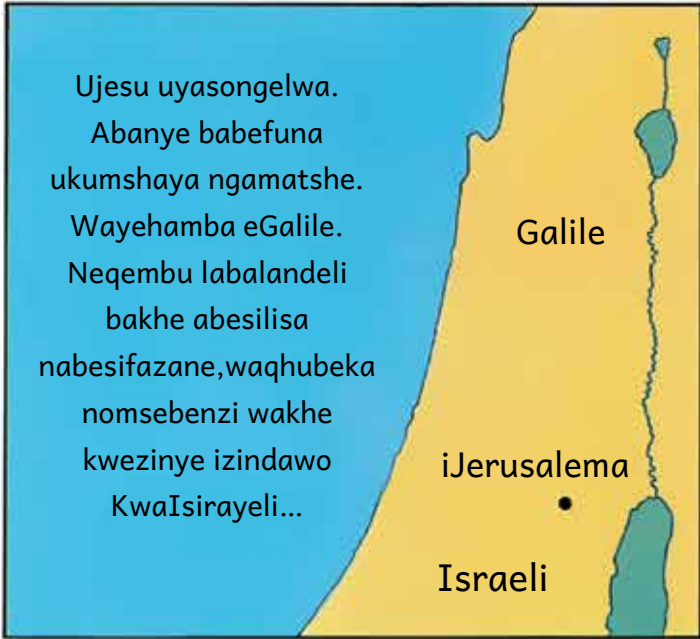 Ujesu uyasongelwa.
Abanye babefuna
ukumshaya ngamatshe.
Wayehamba eGalile.
Neqembu labalandeli
bakhe abesilisa
nabesifazane,waqhubeka
nomsebenzi wakhe
kwezinye izindawo
KwaIsirayeli...
Galile
iJerusalema
Israeli